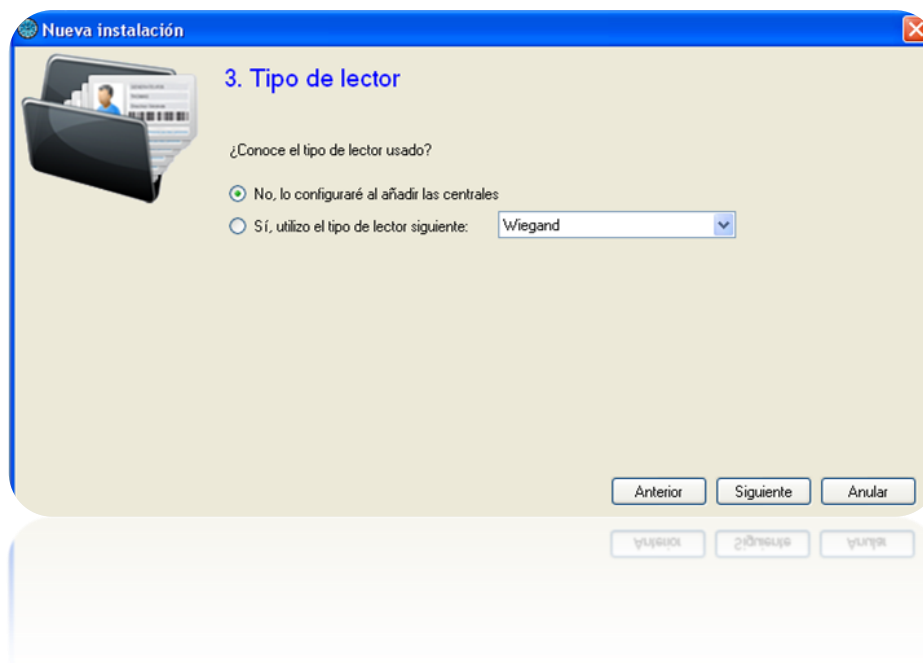 Nueva instalación
3. Tipo de lector
¿Conoce el tipo de lector usado?
No, lo configuraré al añadir las centrales
Sí, utilizo el tipo de lector siguiente: Wiegand
Anterior Siguiente Anular